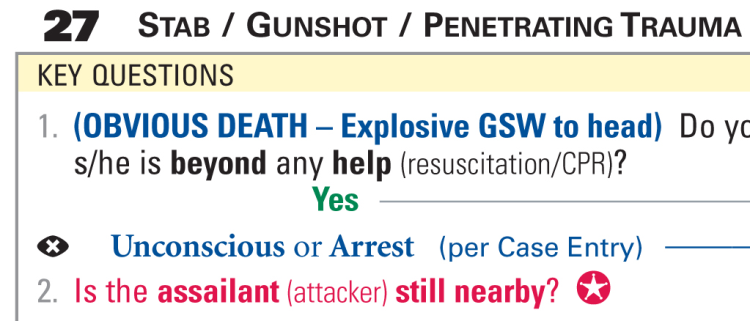 27 STAB / GUNSHOT / PENETRATING TRAUMA
KEY QUESTIONS
1. (OBVIOUS DEATH – Explosive GSW to head) Do
s/he is beyond any help (resuscitation/CPR)?
Yes
Unconscious or Arrest (per Case Entry)
2. Is the assailant (attacker) still nearby?